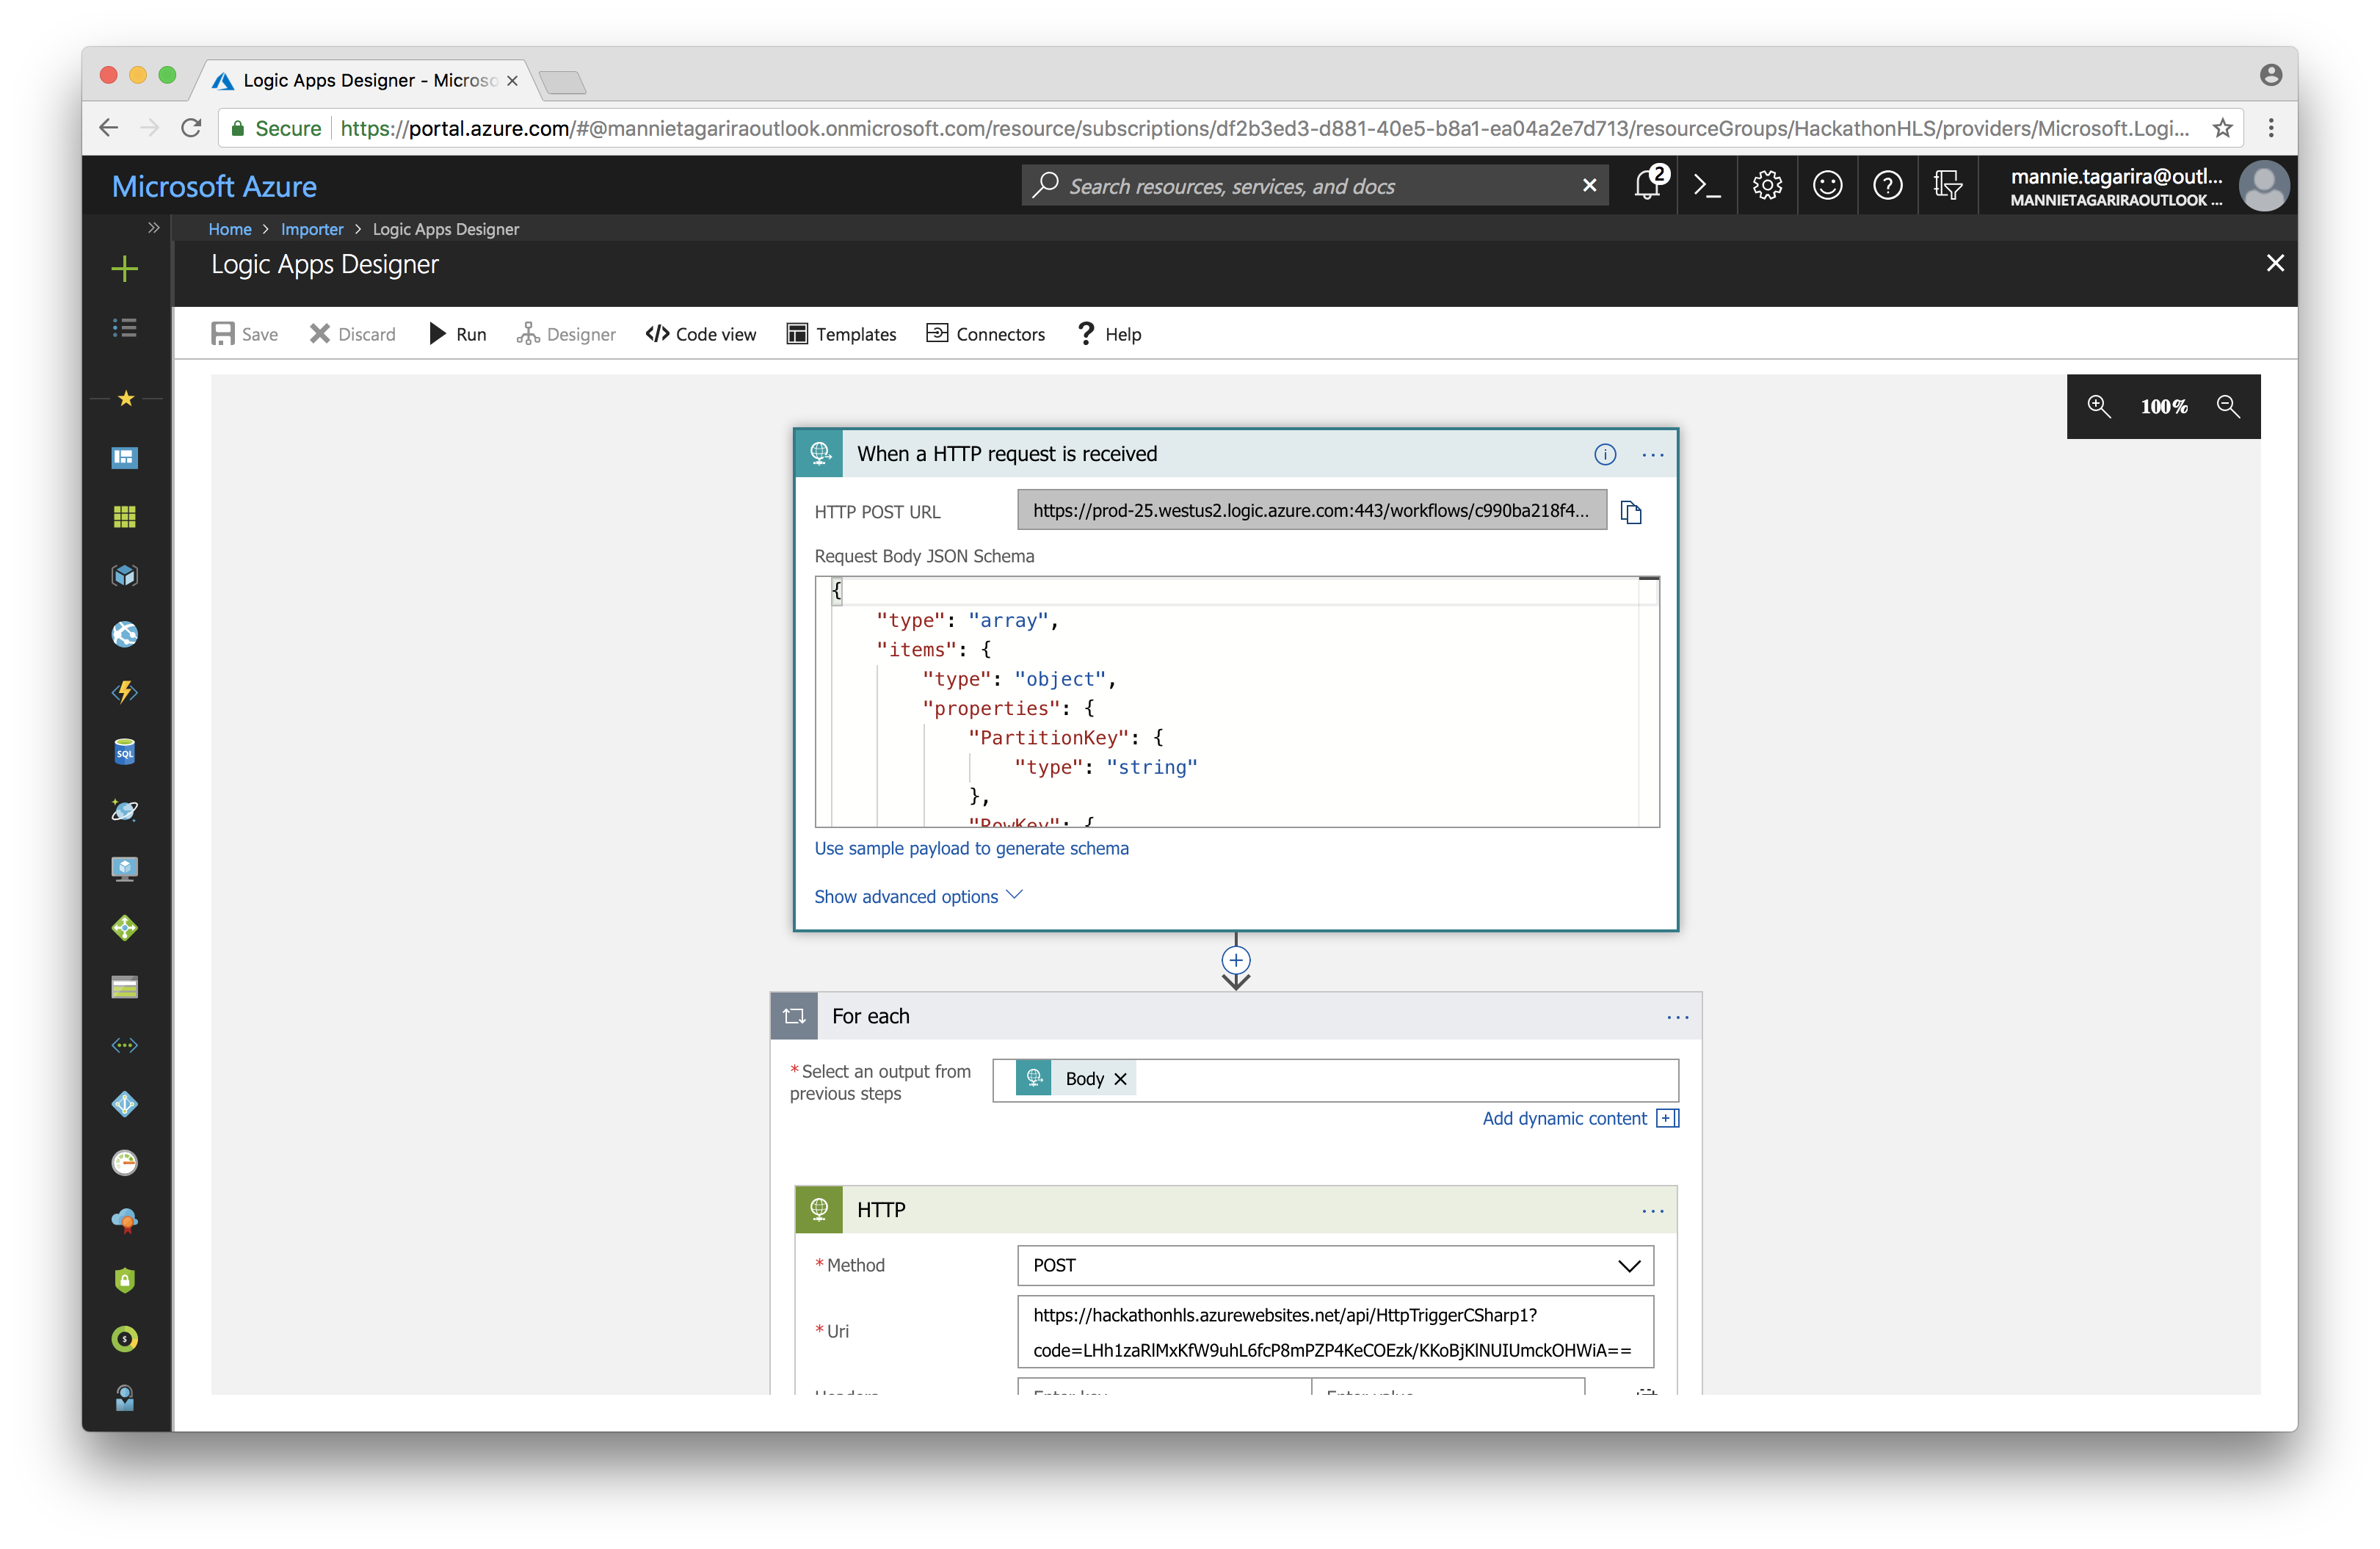 Logic Apps Designer - Microso
Secure https://portal.azure.com/#@mannietagariraoutlook.onmicrosoft.com/resource/subscriptions/df2b3ed3-d881-40e5-b8a1-ea04a2e7d713/resourceGroups/HackathonHLS/providers/Microsoft.Logi...
Microsoft Azure
Search resources, services, and docs
2
mannie.tagarira@outl...
MANNIETAGARIRAOUTLOOK ...
Home > Importer > Logic Apps Designer
Logic Apps Designer
Save Discard Run Designer Code view Templates Connectors Help
100%
When a HTTP request is received
HTTP POST URL https://prod-25.westus2.logic.azure.com:443/workflows/c990ba218f4...
Request Body JSON Schema
{
"type": "array",
"items": {
"type": "object",
"properties": {
"PartitionKey": {
"type": "string"
},
"RowKey": {
Use sample payload to generate schema
Show advanced options
For each
*Select an output from
previous steps
Body
Add dynamic content
HTTP
*Method POST
*Uri
https://hackathonhls.azurewebsites.net/api/HttpTriggerCSharp1?
code=LHh1zaRlMxKfW9uhL6fcP8mPZP4KeCOEzk/KKoBjKlNUIUmckOHWiA==
Headers Enter key Enter value
SQL